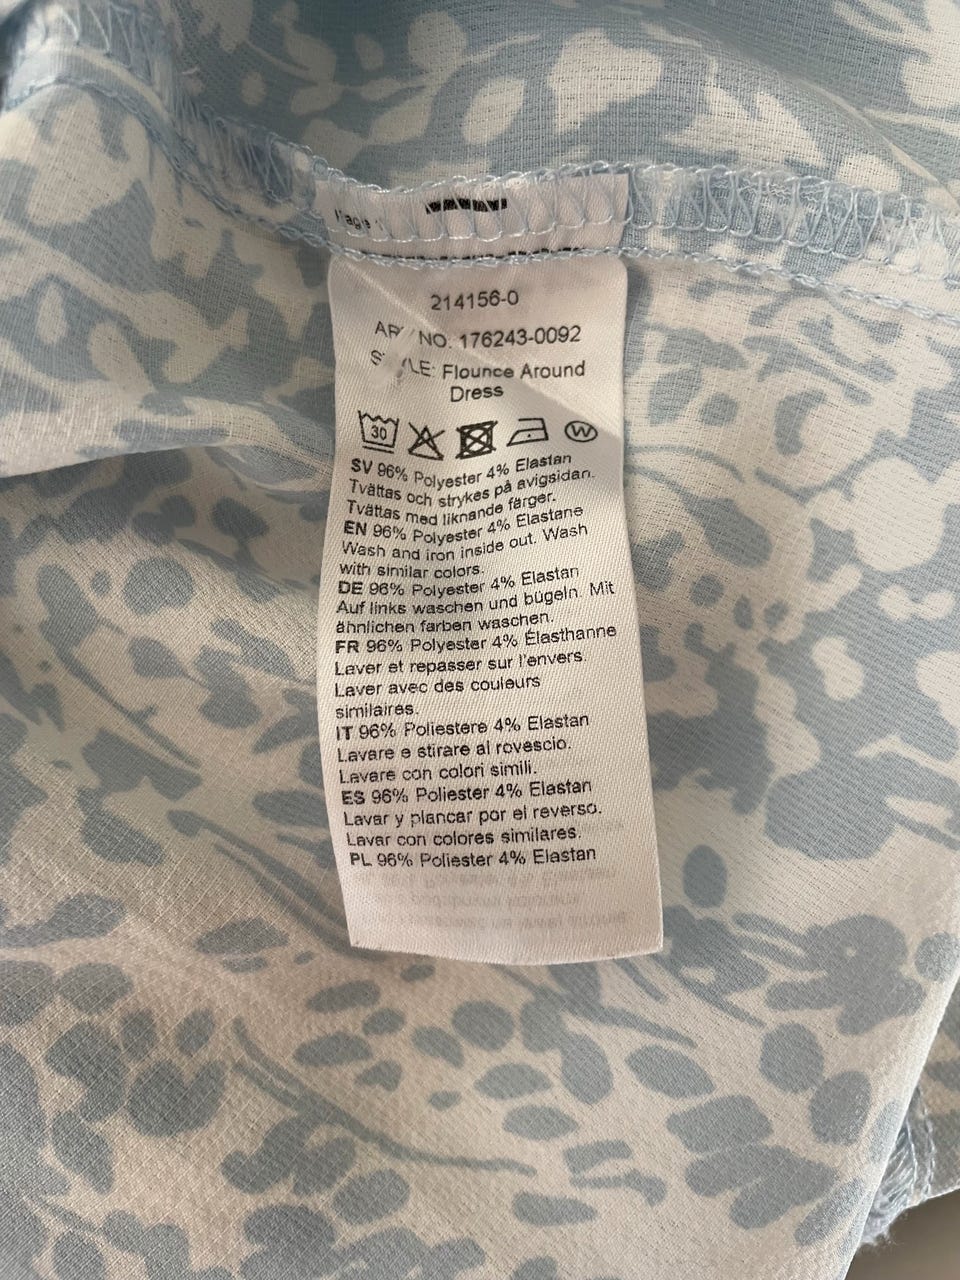 214156-0
NO. 176243-0092
Flounce Around
Dress
30
W
SV 96% Polyester 4% Elastan
Tvättas och strykes på avigsidan.
Tvättas med liknande färger.
EN 96% Polyester 4% Elastane
Wash and iron inside out. Wash
with similar colors.
DE 96% Polyester 4% Elastan
Auf links waschen und bügeln. Mit
ähnlichen farben waschen.
FR 96% Polyester 4% Élasthanne
Laver et repasser sur l'envers.
Laver avec des couleurs
similaires.
IT 96% Poliestere 4% Elastan
Lavare e stirare al rovescio.
Lavare con colori simili.
ES 96% Poliester 4% Elastan
Lavar y plancar por el reverso.
Lavar con colores similares.
PL 96% Poliester 4% Elastan